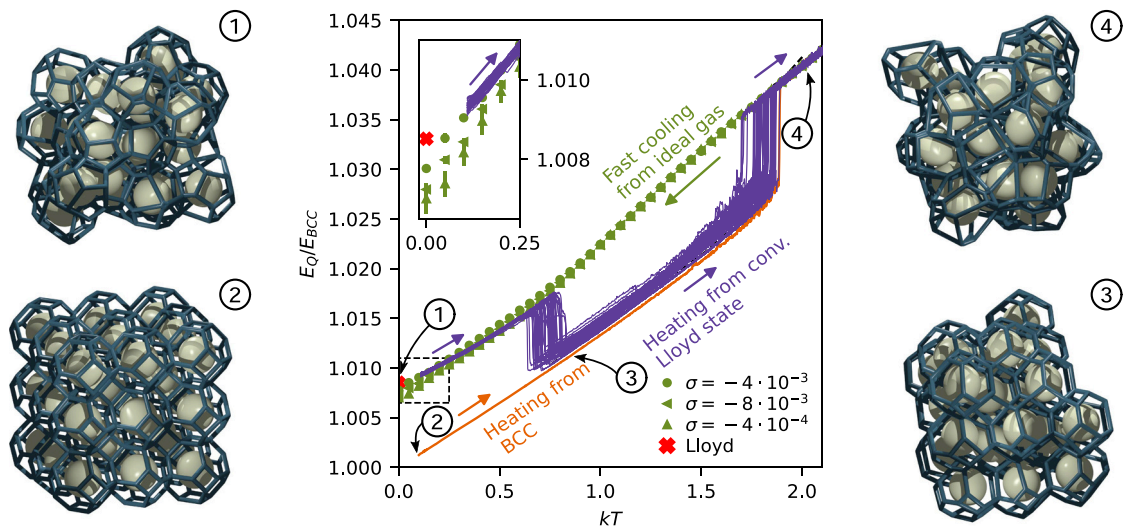 1
4
1.045
1.040
1.035
1.030
1.025
1.020
1.015
1.010
1.005
1.000
E_Q/E_BCC
1.010
1.008
0.00
0.25
Fast cooling
from ideal gas
4
Heating from conv.
Lloyd state
1
2
3
Heating from
BCC
σ = −4 · 10⁻³
σ = −8 · 10⁻³
σ = −4 · 10⁻⁴
Lloyd
0.0
0.5
1.0
1.5
2.0
kT
2
3